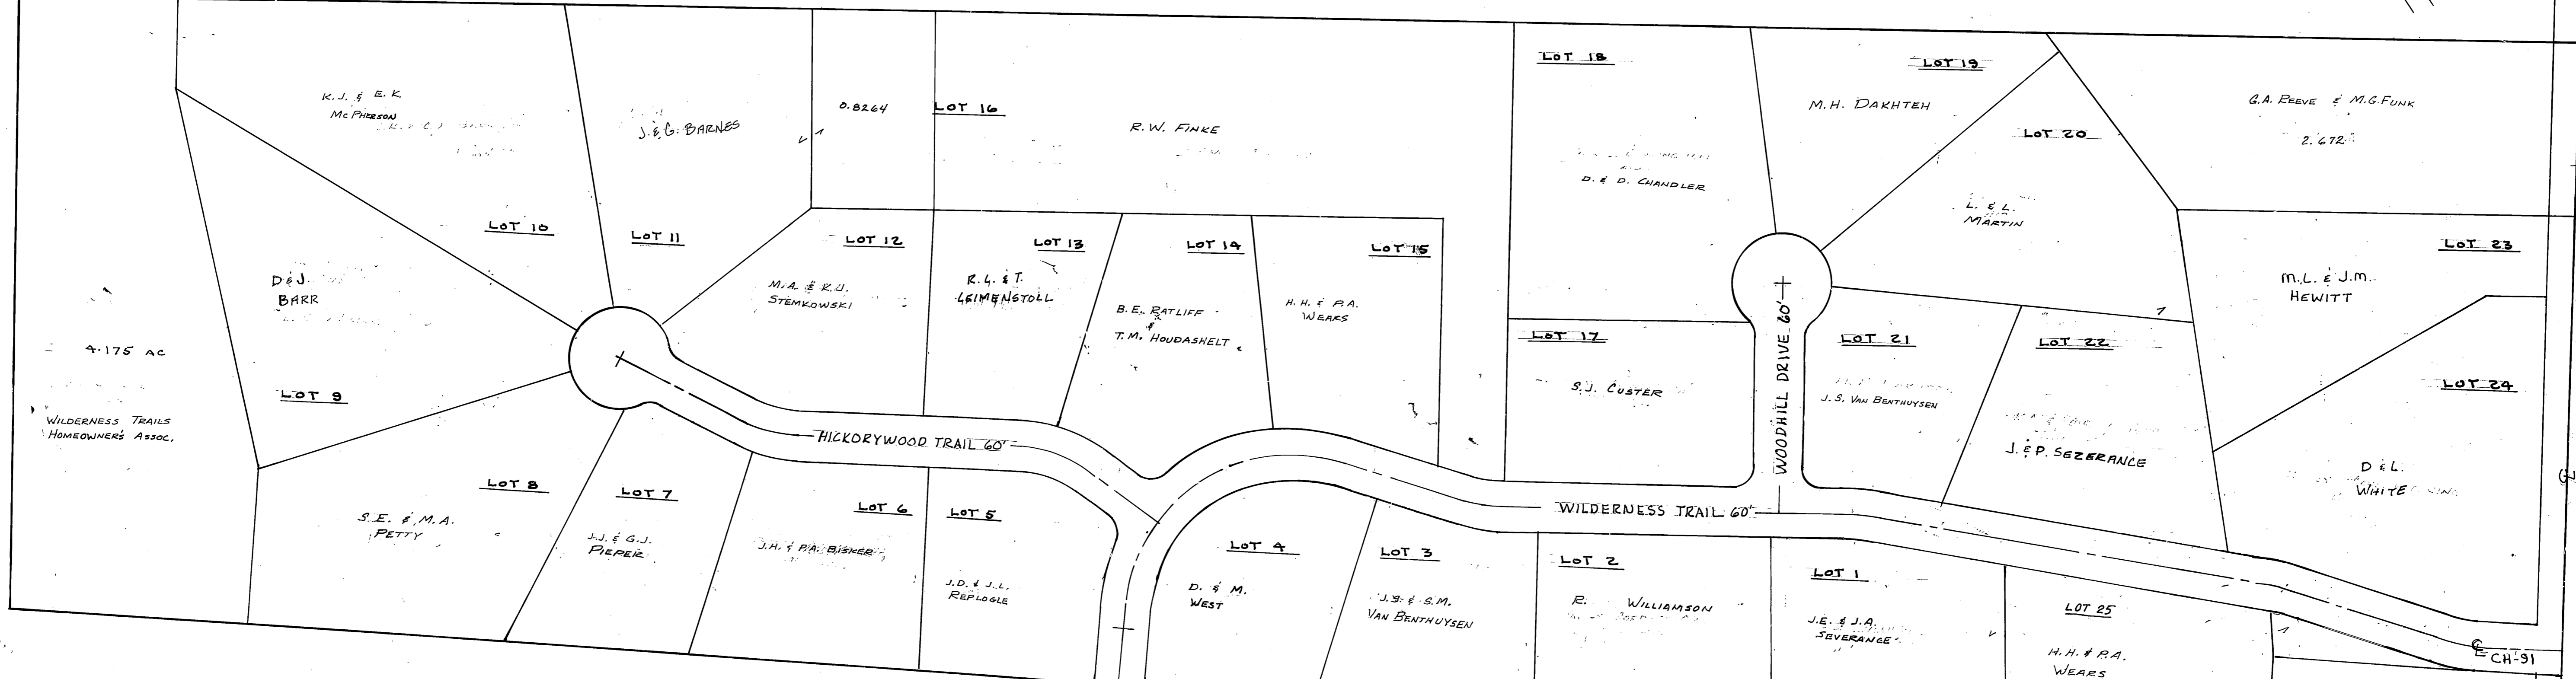 K.J. & E.K.
McPHERSON
LOT 10
J. & G. BARNES
LOT 11
0.8264
LOT 16
R.W. FINKE
LOT 18
D. & D. CHANDLER
LOT 19
M.H. DAKHTEH
LOT 20
L. & L.
MARTIN
G.A. REEVE & M.G. FUNK
2.672
D & J.
BARR
LOT 9
4.175 AC
WILDERNESS TRAILS
HOMEOWNER'S ASSOC.
LOT 12
M.A. & K.J.
STEMKOWSKI
LOT 13
R.L. & T.
LEIMENSTOLL
LOT 14
B.E. RATLIFF
&
T.M. HOUDASHELT
LOT 15
H.H. & P.A.
WEARS
LOT 17
S.J. CUSTER
WOODHILL DRIVE 60'
LOT 21
J.S. VAN BENTHUYSEN
LOT 22
J. & P. SEZERANCE
LOT 23
M.L. & J.M.
HEWITT
LOT 24
D & L.
WHITE
HICKORYWOOD TRAIL 60'
WILDERNESS TRAIL 60'
LOT 8
S.E. & M.A.
PETTY
LOT 7
J.J. & G.J.
PIEPER
LOT 6
J.H. & P.A. BISKER
LOT 5
J.D. & J.L.
REPLOGLE
LOT 4
D. & M.
WEST
LOT 3
J.S. & S.M.
VAN BENTHUYSEN
LOT 2
R. WILLIAMSON
LOT 1
J.E. & J.A.
SEVERANCE
LOT 25
H.H. & P.A.
WEARS
CH-91